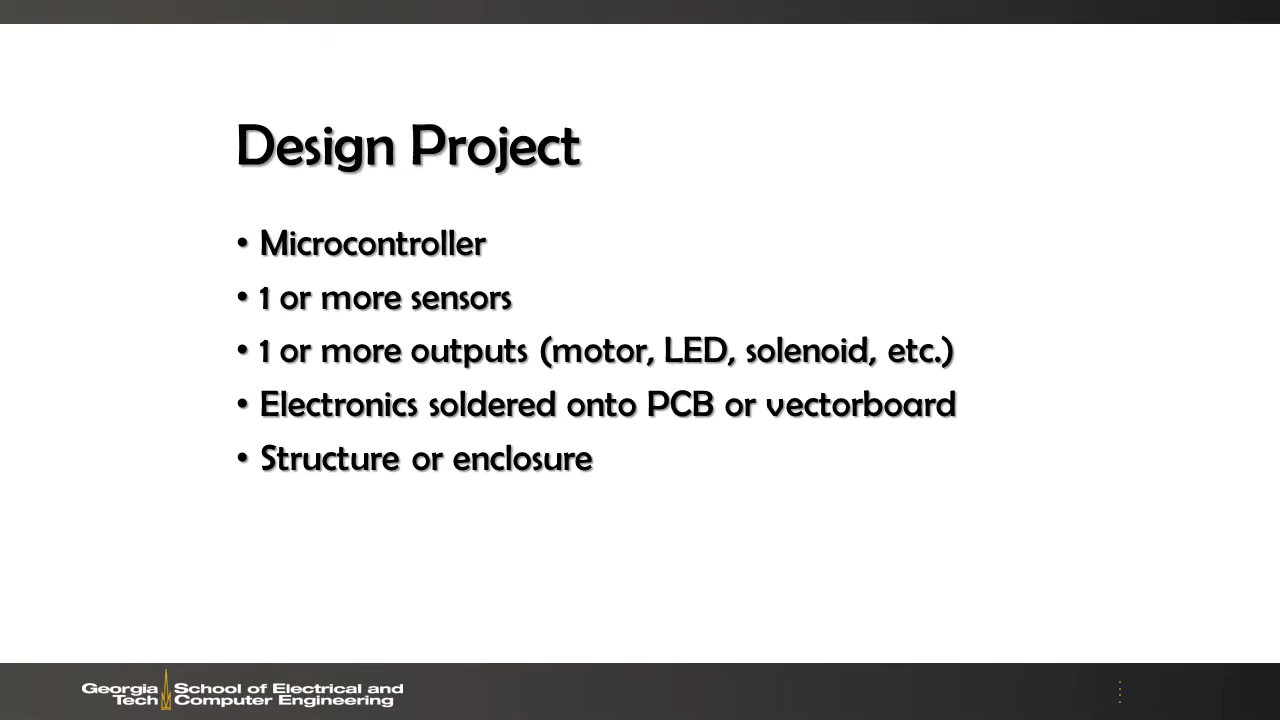 Design Project
• Microcontroller
• 1 or more sensors
• 1 or more outputs (motor, LED, solenoid, etc.)
• Electronics soldered onto PCB or vectorboard
• Structure or enclosure
Georgia Tech
School of Electrical and
Computer Engineering